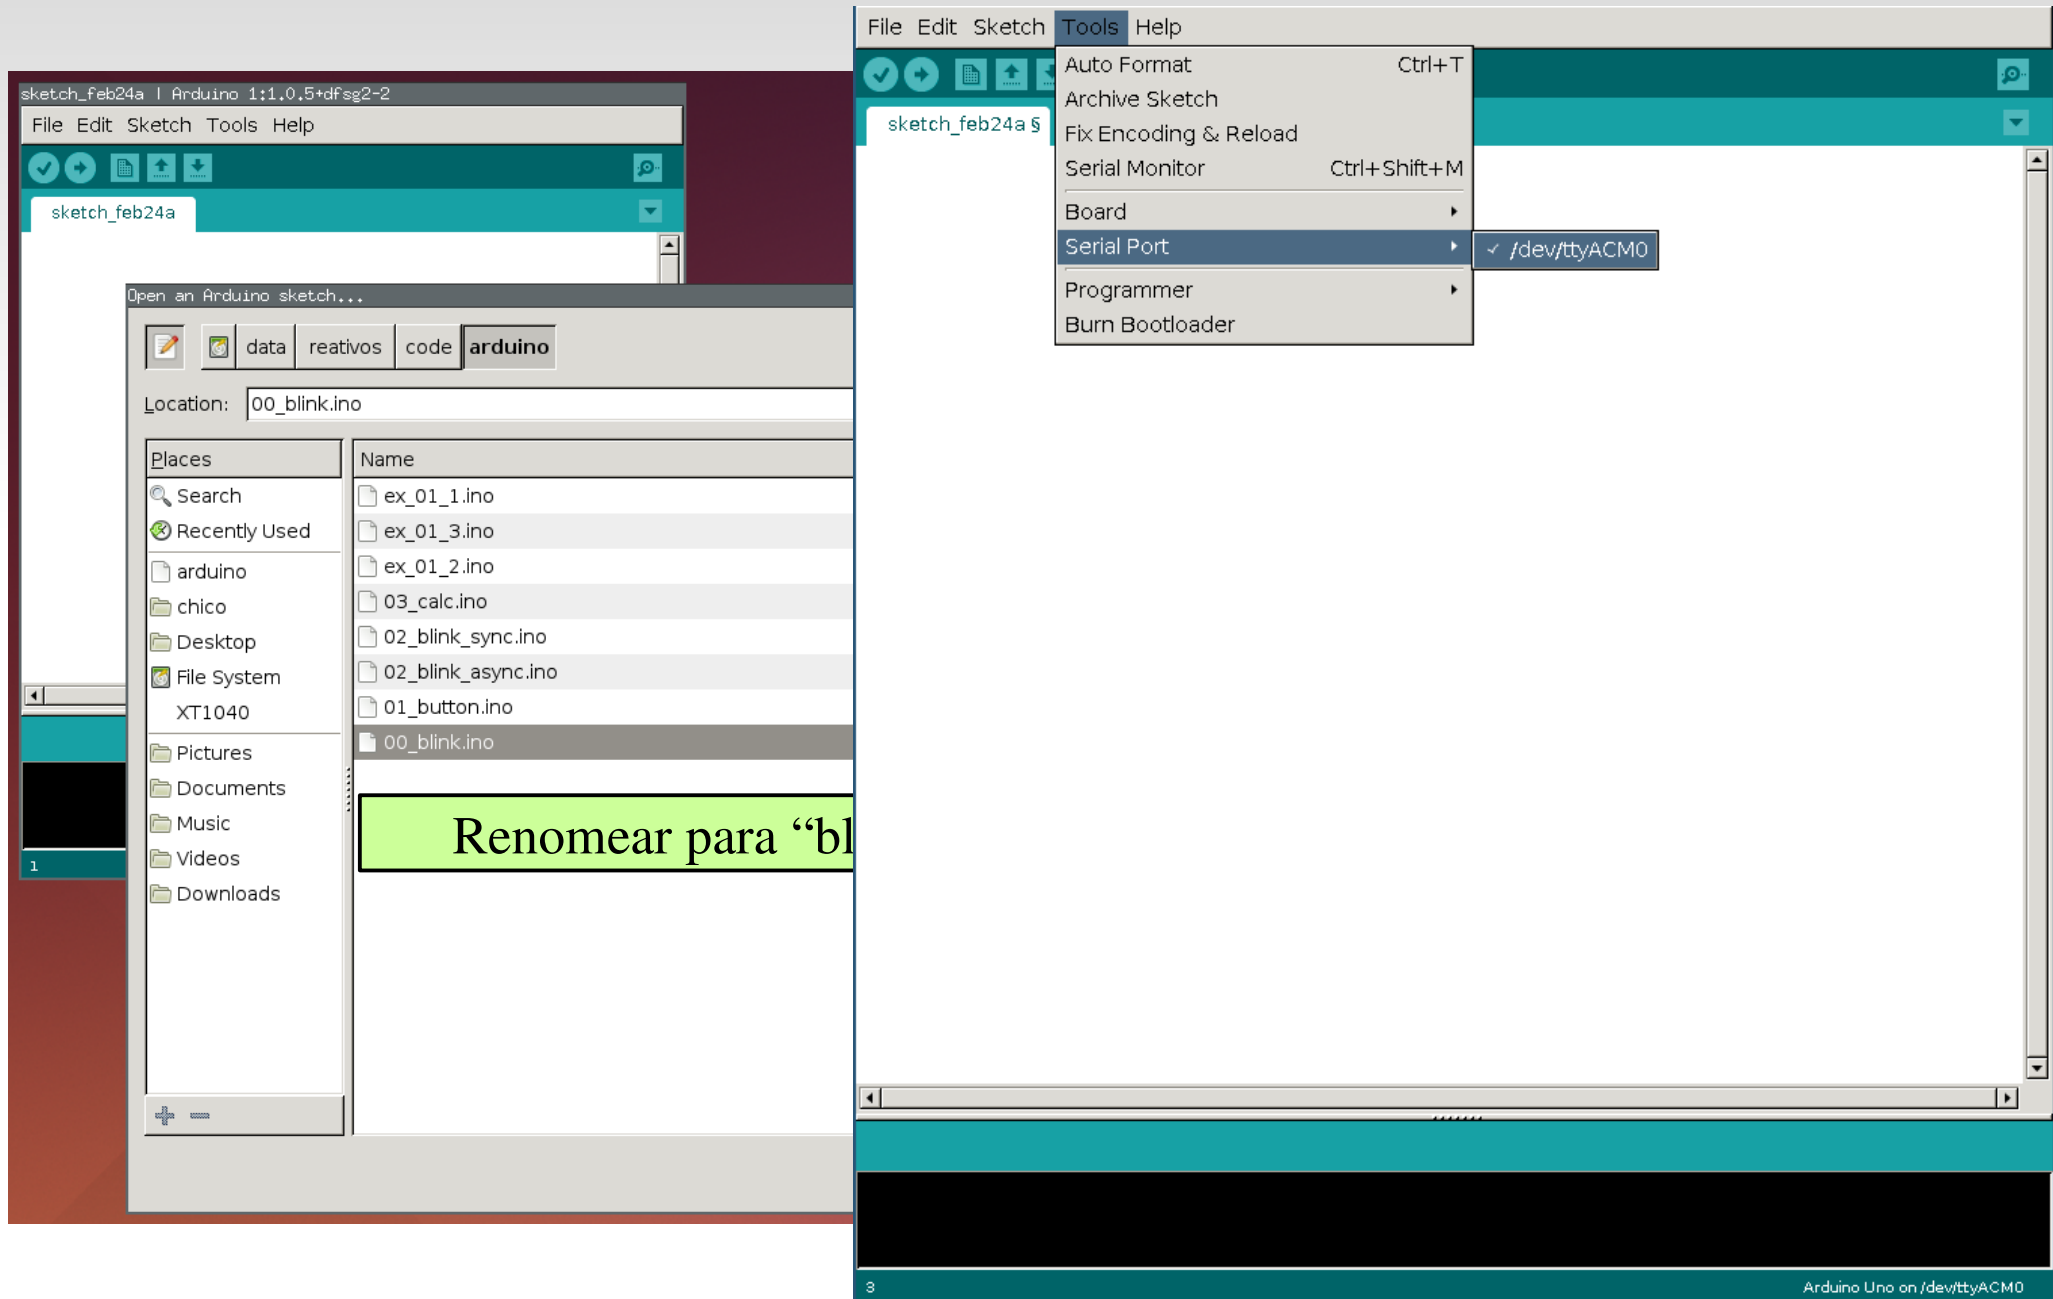 sketch_feb24a | Arduino 1:1.0.5+dfsg2-2
File Edit Sketch Tools Help
sketch_feb24a
Open an Arduino sketch...
data reativos code arduino
Location: 00_blink.ino
Places
Search
Recently Used
arduino
chico
Desktop
File System
XT1040
Pictures
Documents
Music
Videos
Downloads
Name
ex_01_1.ino
ex_01_3.ino
ex_01_2.ino
03_calc.ino
02_blink_sync.ino
02_blink_async.ino
01_button.ino
00_blink.ino
Renomear para “bl
1
File Edit Sketch Tools Help
sketch_feb24a §
Auto Format Ctrl+T
Archive Sketch
Fix Encoding & Reload
Serial Monitor Ctrl+Shift+M
Board
Serial Port
/dev/ttyACM0
Programmer
Burn Bootloader
3
Arduino Uno on /dev/ttyACM0